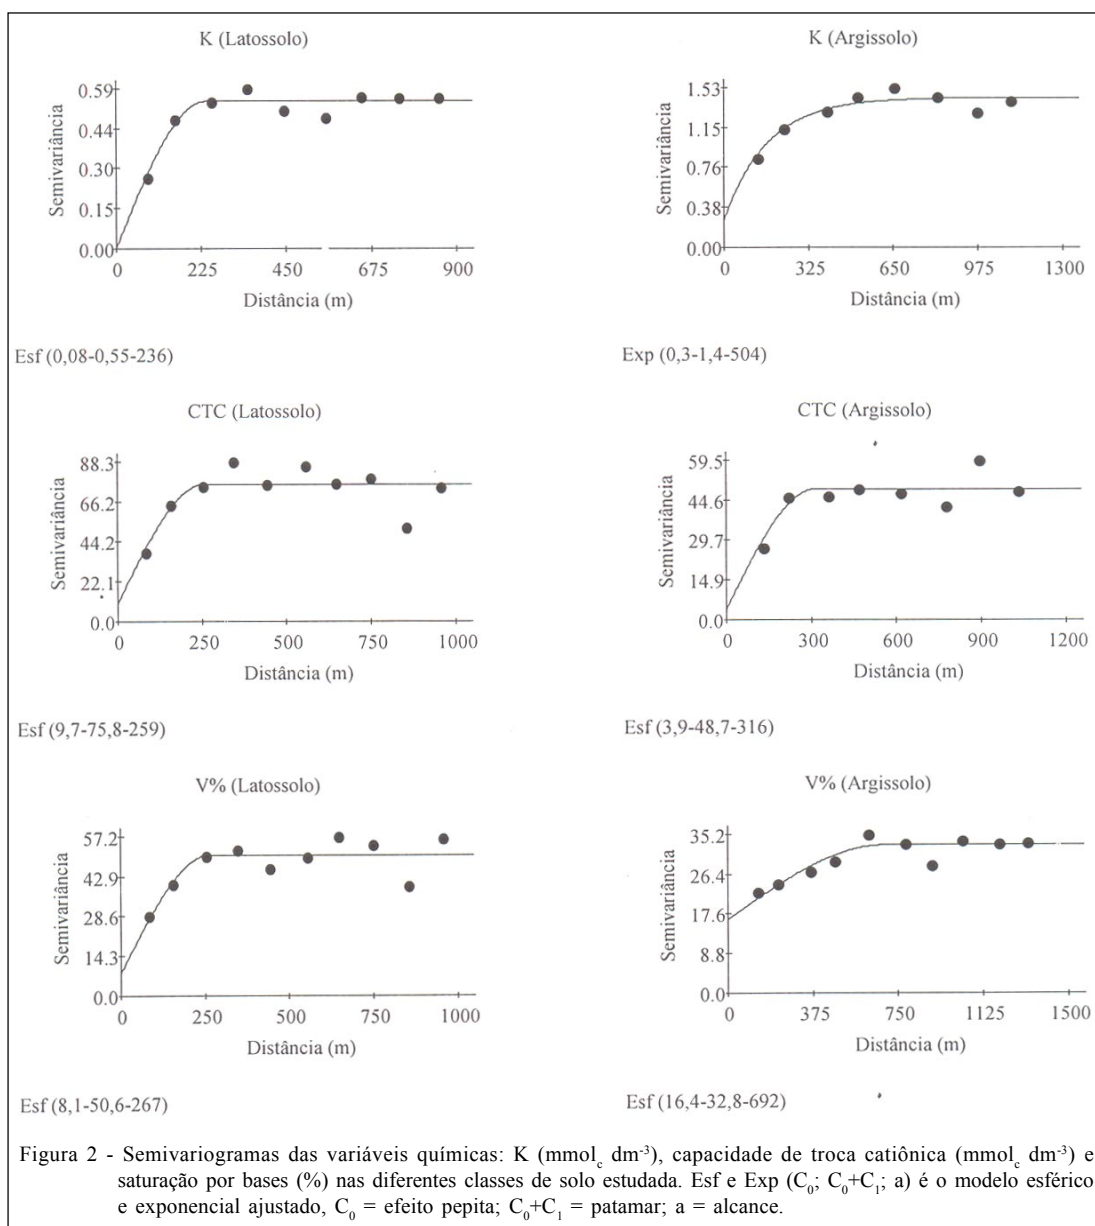 K (Latossolo)
0.59
0.44
0.30
0.15
0.00
Semivariância
0 225 450 675 900
Distância (m)
Esf (0,08-0,55-236)
K (Argissolo)
1.53
1.15
0.76
0.38
0.00
Semivariância
0 325 650 975 1300
Distância (m)
Exp (0,3-1,4-504)
CTC (Latossolo)
88.3
66.2
44.2
22.1
0.0
Semivariância
0 250 500 750 1000
Distância (m)
Esf (9,7-75,8-259)
CTC (Argissolo)
59.5
44.6
29.7
14.9
0.0
Semivariância
0 300 600 900 1200
Distância (m)
Esf (3,9-48,7-316)
V% (Latossolo)
57.2
42.9
28.6
14.3
0.0
Semivariância
0 250 500 750 1000
Distância (m)
Esf (8,1-50,6-267)
V% (Argissolo)
35.2
26.4
17.6
8.8
0.0
Semivariância
0 375 750 1125 1500
Distância (m)
Esf (16,4-32,8-692)
Figura 2 - Semivariogramas das variáveis químicas: K (mmol_c dm⁻³), capacidade de troca catiônica (mmol_c dm⁻³) e
saturação por bases (%) nas diferentes classes de solo estudada. Esf e Exp (C₀; C₀+C₁; a) é o modelo esférico
e exponencial ajustado, C₀ = efeito pepita; C₀+C₁ = patamar; a = alcance.